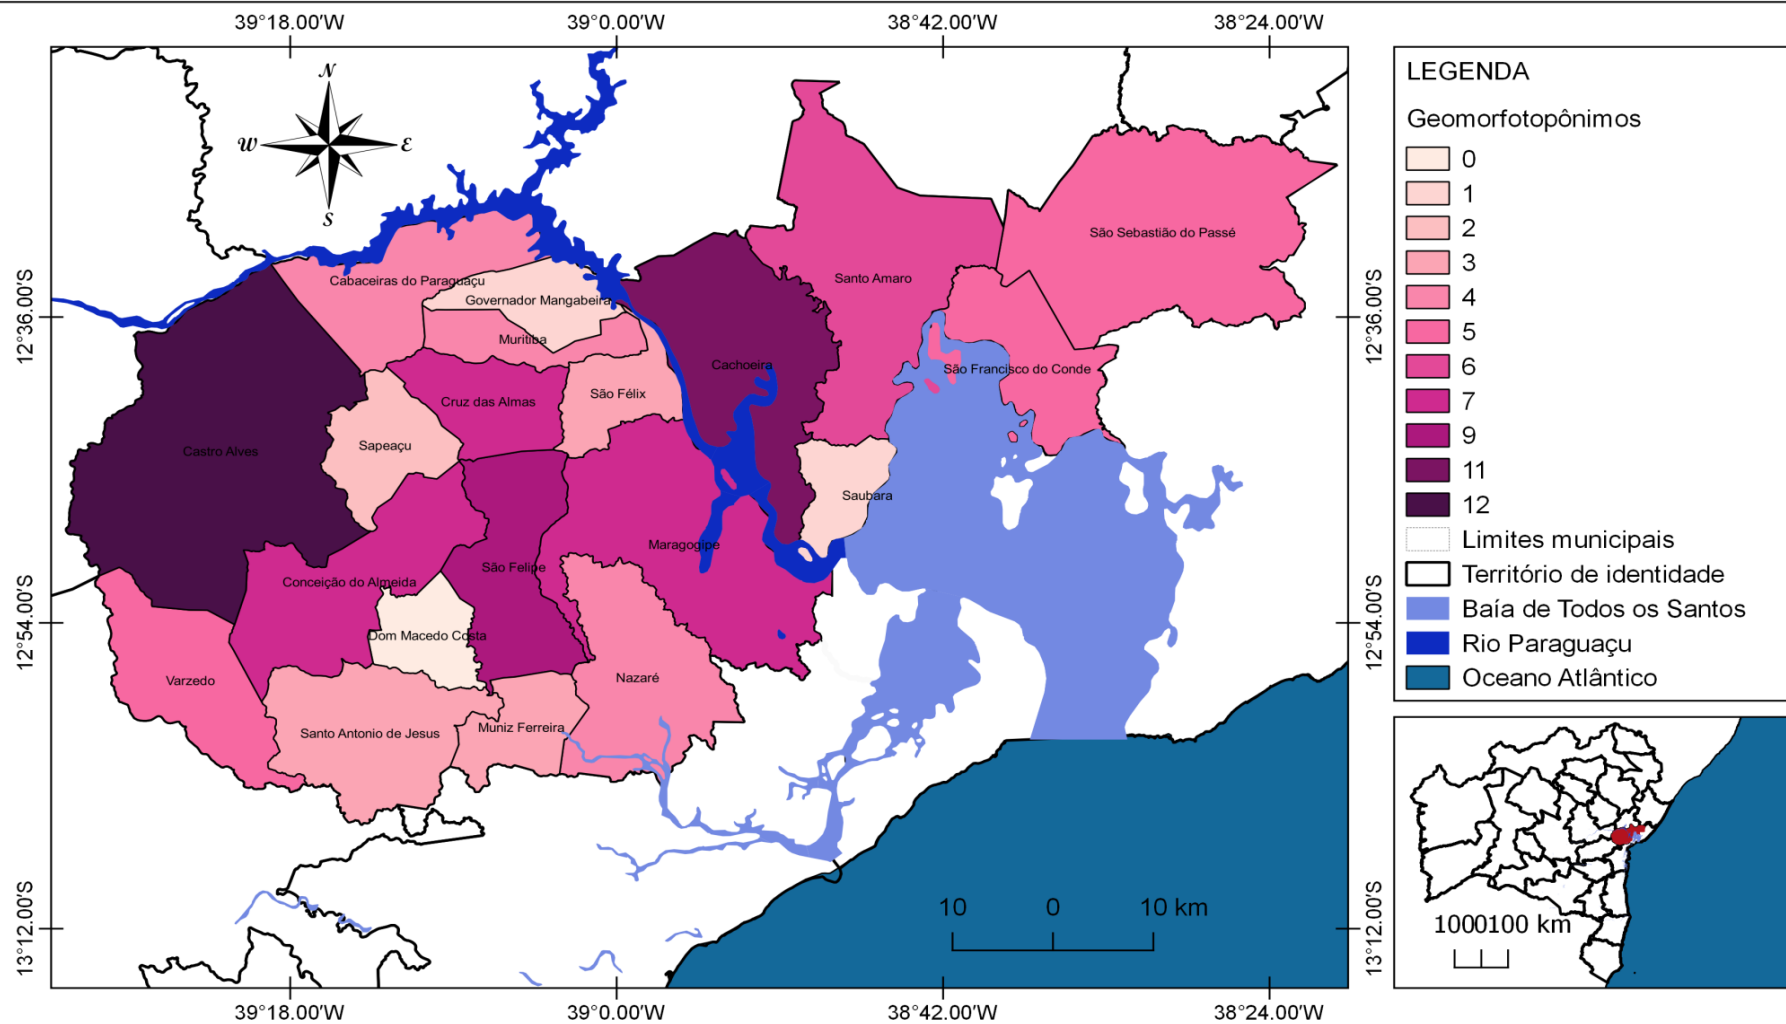 39°18.00'W 39°0.00'W 38°42.00'W 38°24.00'W
N
W E
S
12°36.00'S
12°54.00'S
13°12.00'S
12°36.00'S
12°54.00'S
13°12.00'S
São Sebastião do Passé
Santo Amaro
Cabaceiras do Paraguaçu
Governador Mangabeira
Muritiba
Cachoeira
São Francisco do Conde
São Félix
Cruz das Almas
Sapeaçu
Castro Alves
Saubara
Maragogipe
São Felipe
Conceição do Almeida
Dom Macedo Costa
Varzedo
Nazaré
Muniz Ferreira
Santo Antonio de Jesus
10 0 10 km
39°18.00'W 39°0.00'W 38°42.00'W 38°24.00'W
LEGENDA
Geomorfotopônimos
0
1
2
3
4
5
6
7
9
11
12
Limites municipais
Território de identidade
Baía de Todos os Santos
Rio Paraguaçu
Oceano Atlântico
1000100 km